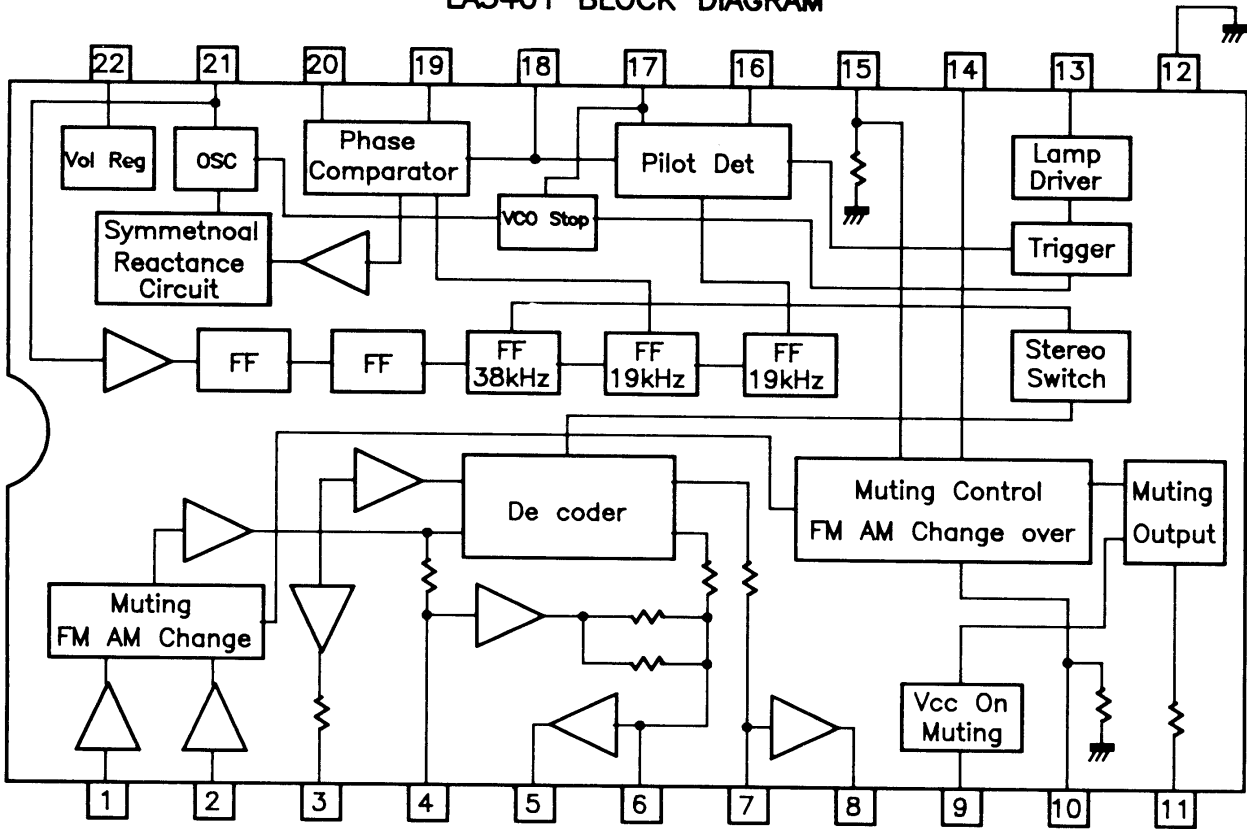 LA3401 BLOCK DIAGRAM
22
21
20
19
18
17
16
15
14
13
12
Vol Reg
OSC
Phase
Comparator
Pilot Det
Lamp
Driver
VCO Stop
Symmetnoal
Reactance
Circuit
Trigger
FF
FF
FF
38kHz
FF
19kHz
FF
19kHz
Stereo
Switch
De coder
Muting Control
FM AM Change over
Muting
Output
Muting
FM AM Change
Vcc On
Muting
1
2
3
4
5
6
7
8
9
10
11